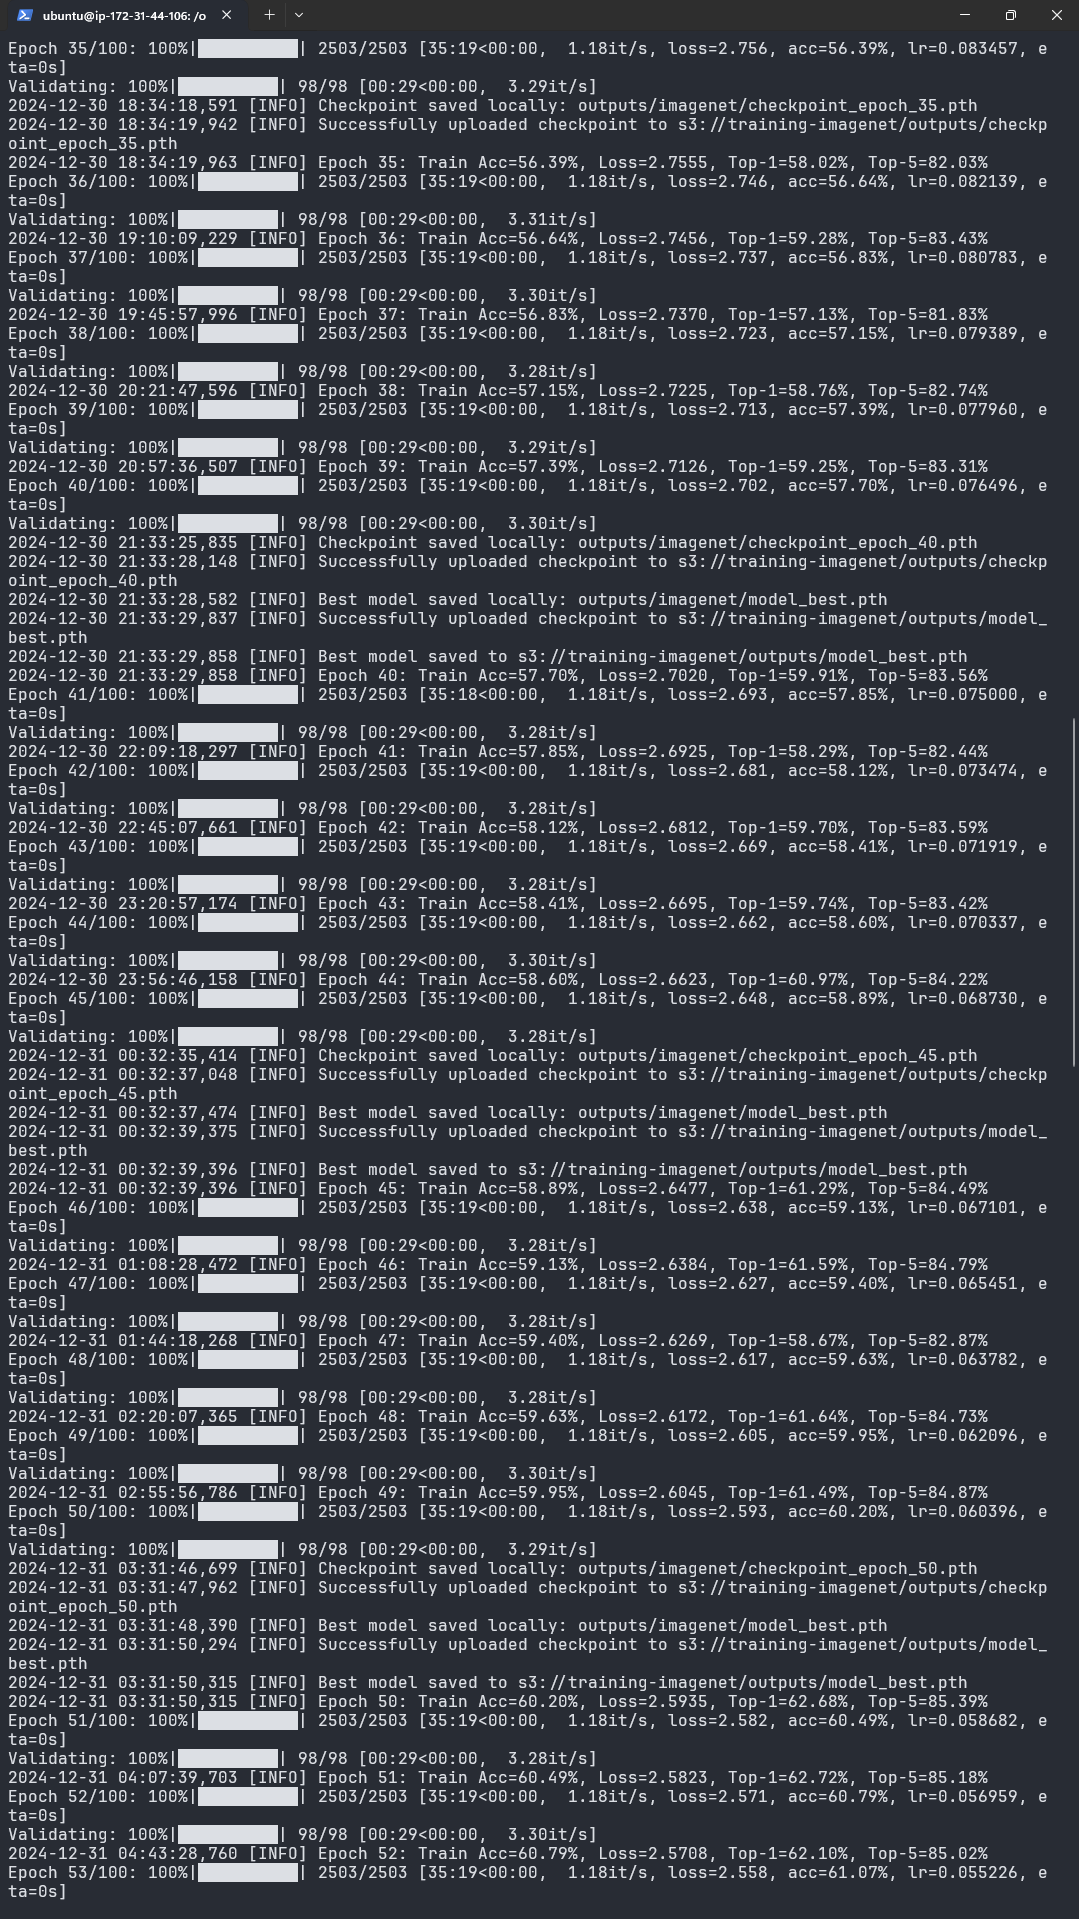 ubuntu@ip-172-31-44-106: /o
Epoch 35/100: 100%|██████████| 2503/2503 [35:19<00:00,  1.18it/s, loss=2.756, acc=56.39%, lr=0.083457, e
ta=0s]
Validating: 100%|██████████| 98/98 [00:29<00:00,  3.29it/s]
2024-12-30 18:34:18,591 [INFO] Checkpoint saved locally: outputs/imagenet/checkpoint_epoch_35.pth
2024-12-30 18:34:19,942 [INFO] Successfully uploaded checkpoint to s3://training-imagenet/outputs/checkp
oint_epoch_35.pth
2024-12-30 18:34:19,963 [INFO] Epoch 35: Train Acc=56.39%, Loss=2.7555, Top-1=58.02%, Top-5=82.03%
Epoch 36/100: 100%|██████████| 2503/2503 [35:19<00:00,  1.18it/s, loss=2.746, acc=56.64%, lr=0.082139, e
ta=0s]
Validating: 100%|██████████| 98/98 [00:29<00:00,  3.31it/s]
2024-12-30 19:10:09,229 [INFO] Epoch 36: Train Acc=56.64%, Loss=2.7456, Top-1=59.28%, Top-5=83.43%
Epoch 37/100: 100%|██████████| 2503/2503 [35:19<00:00,  1.18it/s, loss=2.737, acc=56.83%, lr=0.080783, e
ta=0s]
Validating: 100%|██████████| 98/98 [00:29<00:00,  3.30it/s]
2024-12-30 19:45:57,996 [INFO] Epoch 37: Train Acc=56.83%, Loss=2.7370, Top-1=57.13%, Top-5=81.83%
Epoch 38/100: 100%|██████████| 2503/2503 [35:19<00:00,  1.18it/s, loss=2.723, acc=57.15%, lr=0.079389, e
ta=0s]
Validating: 100%|██████████| 98/98 [00:29<00:00,  3.28it/s]
2024-12-30 20:21:47,596 [INFO] Epoch 38: Train Acc=57.15%, Loss=2.7225, Top-1=58.76%, Top-5=82.74%
Epoch 39/100: 100%|██████████| 2503/2503 [35:19<00:00,  1.18it/s, loss=2.713, acc=57.39%, lr=0.077960, e
ta=0s]
Validating: 100%|██████████| 98/98 [00:29<00:00,  3.29it/s]
2024-12-30 20:57:36,507 [INFO] Epoch 39: Train Acc=57.39%, Loss=2.7126, Top-1=59.25%, Top-5=83.31%
Epoch 40/100: 100%|██████████| 2503/2503 [35:19<00:00,  1.18it/s, loss=2.702, acc=57.70%, lr=0.076496, e
ta=0s]
Validating: 100%|██████████| 98/98 [00:29<00:00,  3.30it/s]
2024-12-30 21:33:25,835 [INFO] Checkpoint saved locally: outputs/imagenet/checkpoint_epoch_40.pth
2024-12-30 21:33:28,148 [INFO] Successfully uploaded checkpoint to s3://training-imagenet/outputs/checkp
oint_epoch_40.pth
2024-12-30 21:33:28,582 [INFO] Best model saved locally: outputs/imagenet/model_best.pth
2024-12-30 21:33:29,837 [INFO] Successfully uploaded checkpoint to s3://training-imagenet/outputs/model_
best.pth
2024-12-30 21:33:29,858 [INFO] Best model saved to s3://training-imagenet/outputs/model_best.pth
2024-12-30 21:33:29,858 [INFO] Epoch 40: Train Acc=57.70%, Loss=2.7020, Top-1=59.91%, Top-5=83.56%
Epoch 41/100: 100%|██████████| 2503/2503 [35:18<00:00,  1.18it/s, loss=2.693, acc=57.85%, lr=0.075000, e
ta=0s]
Validating: 100%|██████████| 98/98 [00:29<00:00,  3.28it/s]
2024-12-30 22:09:18,297 [INFO] Epoch 41: Train Acc=57.85%, Loss=2.6925, Top-1=58.29%, Top-5=82.44%
Epoch 42/100: 100%|██████████| 2503/2503 [35:19<00:00,  1.18it/s, loss=2.681, acc=58.12%, lr=0.073474, e
ta=0s]
Validating: 100%|██████████| 98/98 [00:29<00:00,  3.28it/s]
2024-12-30 22:45:07,661 [INFO] Epoch 42: Train Acc=58.12%, Loss=2.6812, Top-1=59.70%, Top-5=83.59%
Epoch 43/100: 100%|██████████| 2503/2503 [35:19<00:00,  1.18it/s, loss=2.669, acc=58.41%, lr=0.071919, e
ta=0s]
Validating: 100%|██████████| 98/98 [00:29<00:00,  3.28it/s]
2024-12-30 23:20:57,174 [INFO] Epoch 43: Train Acc=58.41%, Loss=2.6695, Top-1=59.74%, Top-5=83.42%
Epoch 44/100: 100%|██████████| 2503/2503 [35:19<00:00,  1.18it/s, loss=2.662, acc=58.60%, lr=0.070337, e
ta=0s]
Validating: 100%|██████████| 98/98 [00:29<00:00,  3.30it/s]
2024-12-30 23:56:46,158 [INFO] Epoch 44: Train Acc=58.60%, Loss=2.6623, Top-1=60.97%, Top-5=84.22%
Epoch 45/100: 100%|██████████| 2503/2503 [35:19<00:00,  1.18it/s, loss=2.648, acc=58.89%, lr=0.068730, e
ta=0s]
Validating: 100%|██████████| 98/98 [00:29<00:00,  3.28it/s]
2024-12-31 00:32:35,414 [INFO] Checkpoint saved locally: outputs/imagenet/checkpoint_epoch_45.pth
2024-12-31 00:32:37,048 [INFO] Successfully uploaded checkpoint to s3://training-imagenet/outputs/checkp
oint_epoch_45.pth
2024-12-31 00:32:37,474 [INFO] Best model saved locally: outputs/imagenet/model_best.pth
2024-12-31 00:32:39,375 [INFO] Successfully uploaded checkpoint to s3://training-imagenet/outputs/model_
best.pth
2024-12-31 00:32:39,396 [INFO] Best model saved to s3://training-imagenet/outputs/model_best.pth
2024-12-31 00:32:39,396 [INFO] Epoch 45: Train Acc=58.89%, Loss=2.6477, Top-1=61.29%, Top-5=84.49%
Epoch 46/100: 100%|██████████| 2503/2503 [35:19<00:00,  1.18it/s, loss=2.638, acc=59.13%, lr=0.067101, e
ta=0s]
Validating: 100%|██████████| 98/98 [00:29<00:00,  3.28it/s]
2024-12-31 01:08:28,472 [INFO] Epoch 46: Train Acc=59.13%, Loss=2.6384, Top-1=61.59%, Top-5=84.79%
Epoch 47/100: 100%|██████████| 2503/2503 [35:19<00:00,  1.18it/s, loss=2.627, acc=59.40%, lr=0.065451, e
ta=0s]
Validating: 100%|██████████| 98/98 [00:29<00:00,  3.28it/s]
2024-12-31 01:44:18,268 [INFO] Epoch 47: Train Acc=59.40%, Loss=2.6269, Top-1=58.67%, Top-5=82.87%
Epoch 48/100: 100%|██████████| 2503/2503 [35:19<00:00,  1.18it/s, loss=2.617, acc=59.63%, lr=0.063782, e
ta=0s]
Validating: 100%|██████████| 98/98 [00:29<00:00,  3.28it/s]
2024-12-31 02:20:07,365 [INFO] Epoch 48: Train Acc=59.63%, Loss=2.6172, Top-1=61.64%, Top-5=84.73%
Epoch 49/100: 100%|██████████| 2503/2503 [35:19<00:00,  1.18it/s, loss=2.605, acc=59.95%, lr=0.062096, e
ta=0s]
Validating: 100%|██████████| 98/98 [00:29<00:00,  3.30it/s]
2024-12-31 02:55:56,786 [INFO] Epoch 49: Train Acc=59.95%, Loss=2.6045, Top-1=61.49%, Top-5=84.87%
Epoch 50/100: 100%|██████████| 2503/2503 [35:19<00:00,  1.18it/s, loss=2.593, acc=60.20%, lr=0.060396, e
ta=0s]
Validating: 100%|██████████| 98/98 [00:29<00:00,  3.29it/s]
2024-12-31 03:31:46,699 [INFO] Checkpoint saved locally: outputs/imagenet/checkpoint_epoch_50.pth
2024-12-31 03:31:47,962 [INFO] Successfully uploaded checkpoint to s3://training-imagenet/outputs/checkp
oint_epoch_50.pth
2024-12-31 03:31:48,390 [INFO] Best model saved locally: outputs/imagenet/model_best.pth
2024-12-31 03:31:50,294 [INFO] Successfully uploaded checkpoint to s3://training-imagenet/outputs/model_
best.pth
2024-12-31 03:31:50,315 [INFO] Best model saved to s3://training-imagenet/outputs/model_best.pth
2024-12-31 03:31:50,315 [INFO] Epoch 50: Train Acc=60.20%, Loss=2.5935, Top-1=62.68%, Top-5=85.39%
Epoch 51/100: 100%|██████████| 2503/2503 [35:19<00:00,  1.18it/s, loss=2.582, acc=60.49%, lr=0.058682, e
ta=0s]
Validating: 100%|██████████| 98/98 [00:29<00:00,  3.28it/s]
2024-12-31 04:07:39,703 [INFO] Epoch 51: Train Acc=60.49%, Loss=2.5823, Top-1=62.72%, Top-5=85.18%
Epoch 52/100: 100%|██████████| 2503/2503 [35:19<00:00,  1.18it/s, loss=2.571, acc=60.79%, lr=0.056959, e
ta=0s]
Validating: 100%|██████████| 98/98 [00:29<00:00,  3.30it/s]
2024-12-31 04:43:28,760 [INFO] Epoch 52: Train Acc=60.79%, Loss=2.5708, Top-1=62.10%, Top-5=85.02%
Epoch 53/100: 100%|██████████| 2503/2503 [35:19<00:00,  1.18it/s, loss=2.558, acc=61.07%, lr=0.055226, e
ta=0s]